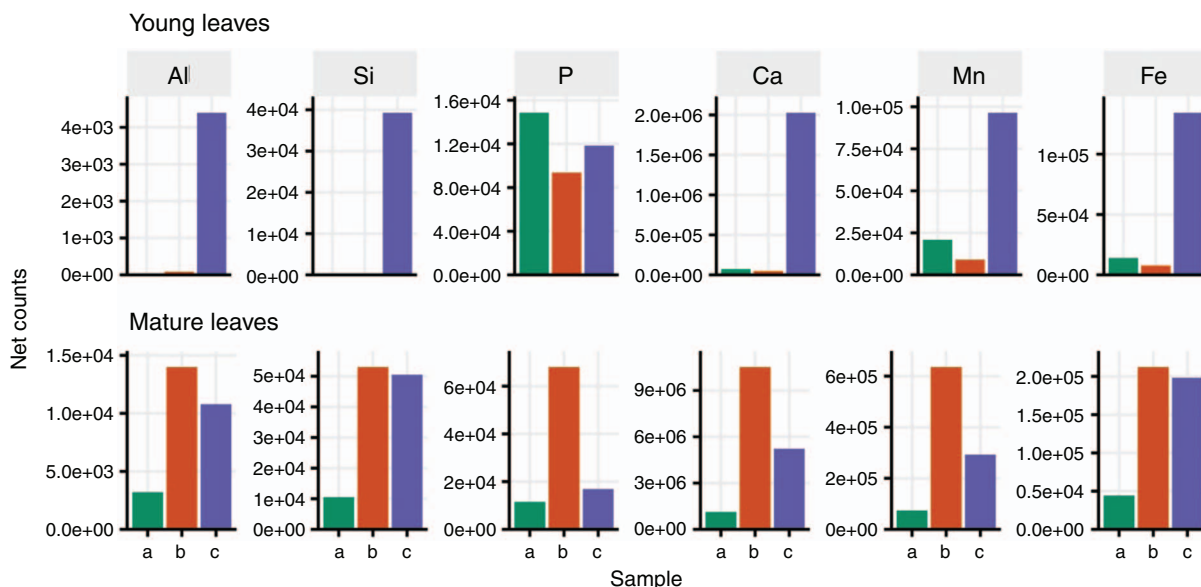 Young leaves
Al
Si
P
Ca
Mn
Fe
Net counts
4e+03
3e+03
2e+03
1e+03
0e+00
4e+04
3e+04
2e+04
1e+04
0e+00
1.6e+04
1.2e+04
8.0e+04
4.0e+04
0.0e+00
2.0e+06
1.5e+06
1.0e+06
5.0e+05
0.0e+00
1.0e+05
7.5e+04
5.0e+04
2.5e+04
0.0e+00
1e+05
5e+04
0e+00
Mature leaves
1.5e+04
1.0e+04
5.0e+03
0.0e+00
5e+04
4e+04
3e+04
2e+04
1e+04
0e+00
6e+04
4e+04
2e+04
0e+00
9e+06
6e+06
3e+06
0e+00
6e+05
4e+05
2e+05
0e+00
2.0e+05
1.5e+05
1.0e+05
0.5e+04
0.0e+00
a b c
a b c
a b c
a b c
a b c
a b c
Sample